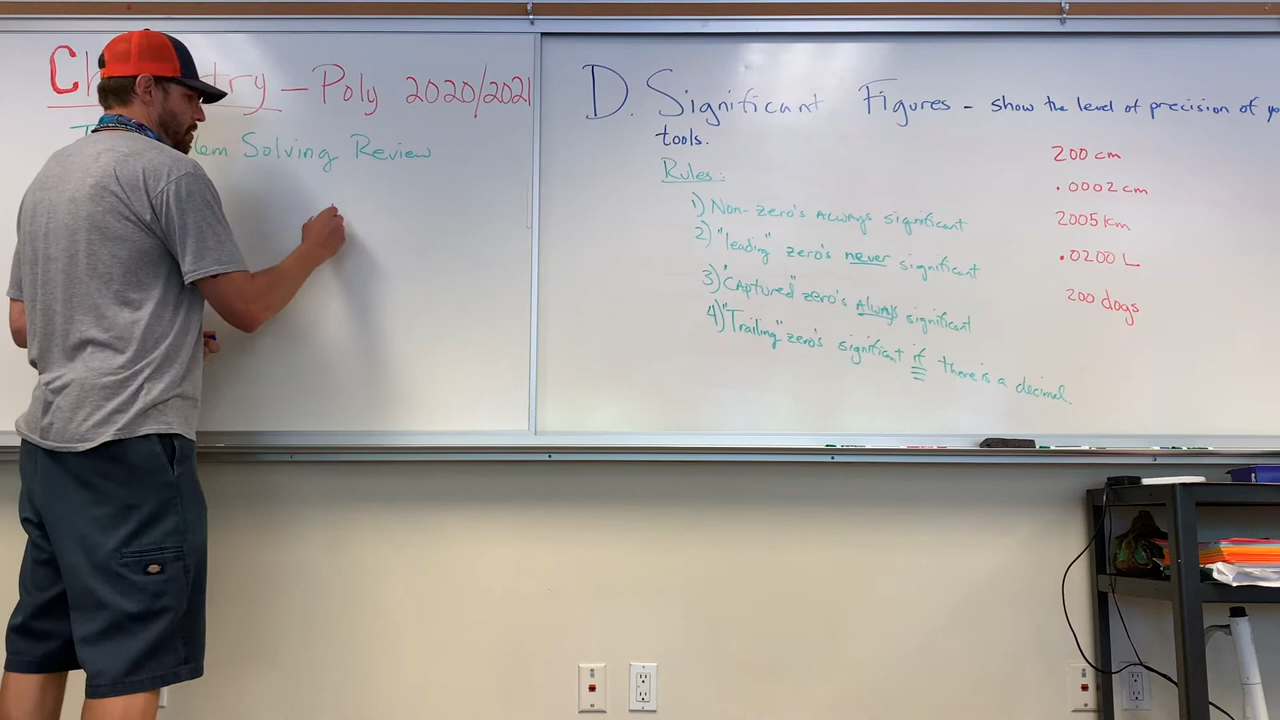 Ch try - Poly 2020/2021
lem Solving Review
D. Significant Figures - show the level of precision of yo
tools.
Rules:
1) Non-zero's ALWAYS significant
2) "leading" zero's never significant
3) "CAptured" zero's Always significant
4) "Trailing" zero's significant if there is a decimal.
200 cm
.0002 cm
2005 Km
.0200 L
200 dogs